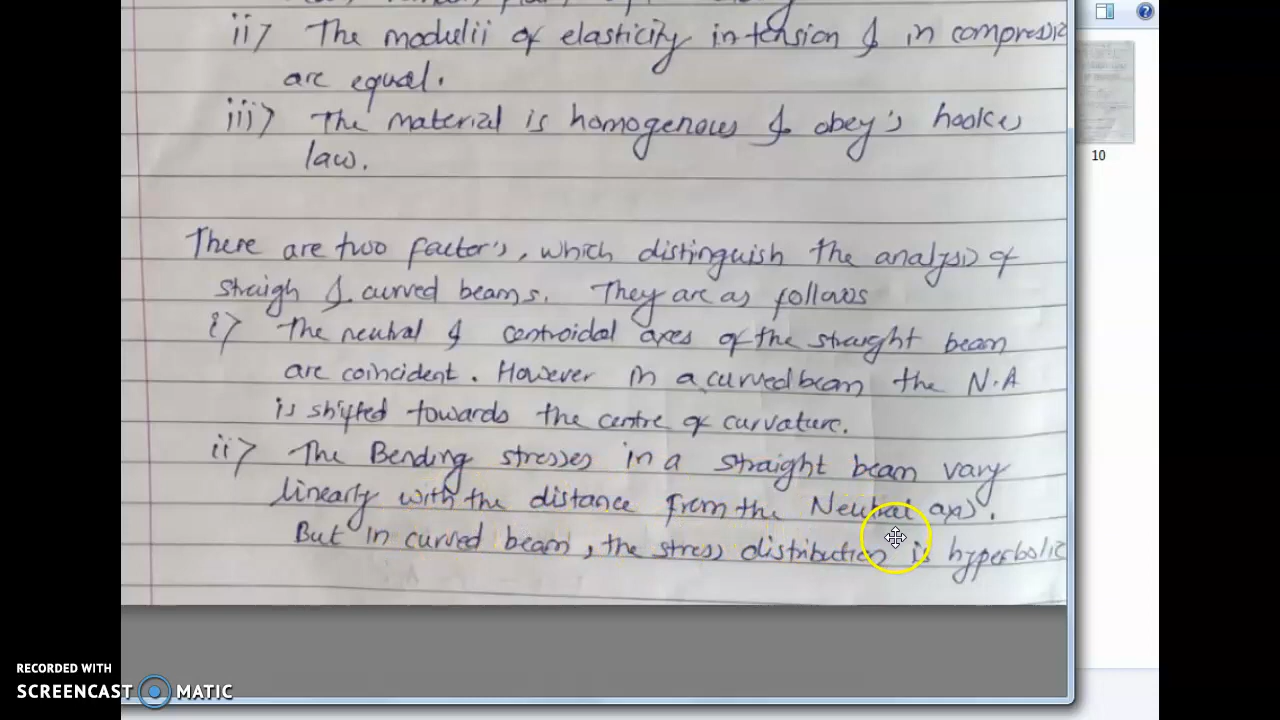 ii) The modulii of elasticity in tension & in compressi
are equal.
iii) The material is homogenous & obey's hookes
law.
There are two factor's, which distinguish the analysis of
Straigh & curved beams. They are as follows
i) The neutral & centroidal axes of the straight beam
are coincident. However in a curved beam the N.A
is shifted towards the centre of curvature.
ii) The Bending stresses in a straight beam vary
linearly with the distance from the Neutral axis.
But in curved beam, the stress distribution is hyperbolic
10
RECORDED WITH
SCREENCAST MATIC